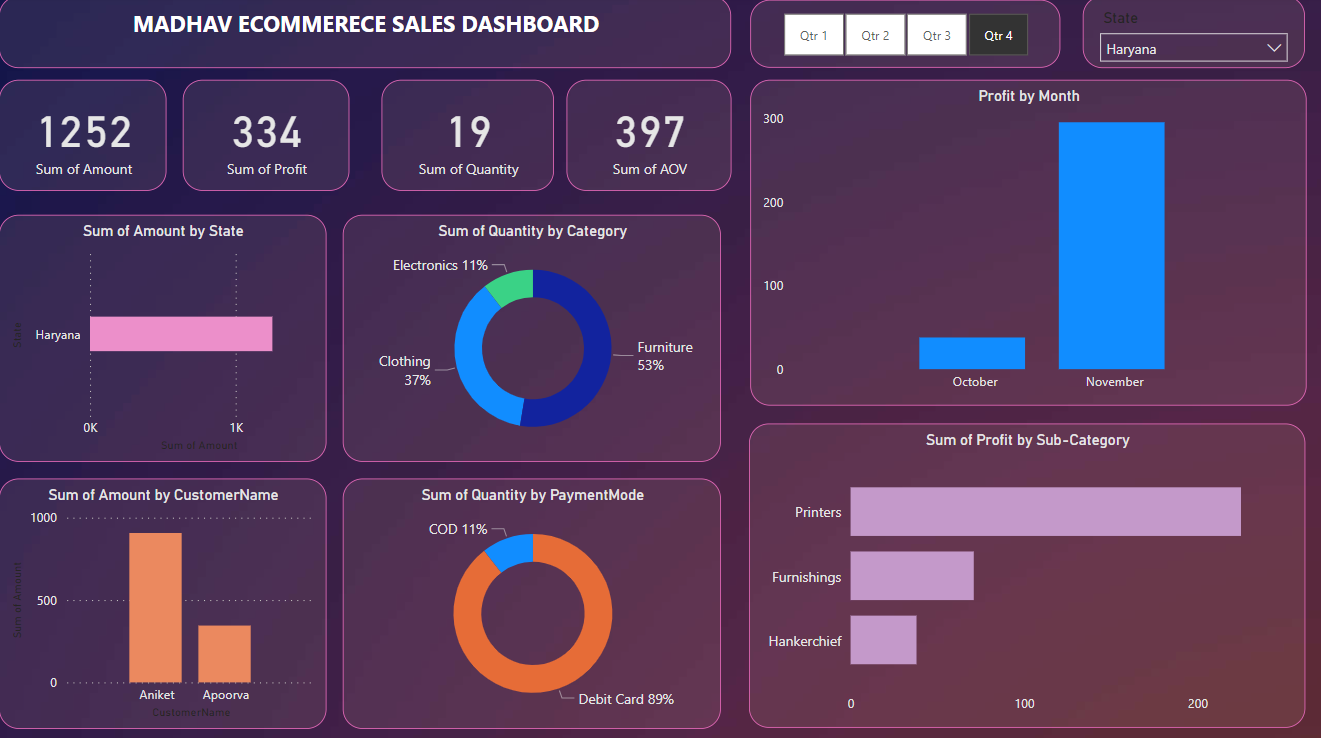 MADHAV ECOMMERECE SALES DASHBOARD
Qtr 1
Qtr 2
Qtr 3
Qtr 4
State
Haryana
1252
Sum of Amount
334
Sum of Profit
19
Sum of Quantity
397
Sum of AOV
Profit by Month
300
200
100
0
October
November
Sum of Amount by State
State
Haryana
0K
1K
Sum of Amount
Sum of Quantity by Category
Electronics 11%
Clothing
37%
Furniture
53%
Sum of Profit by Sub-Category
Printers
Furnishings
Hankerchief
0
100
200
Sum of Amount by CustomerName
1000
500
0
Sum of Amount
Aniket
Apoorva
CustomerName
Sum of Quantity by PaymentMode
COD 11%
Debit Card 89%